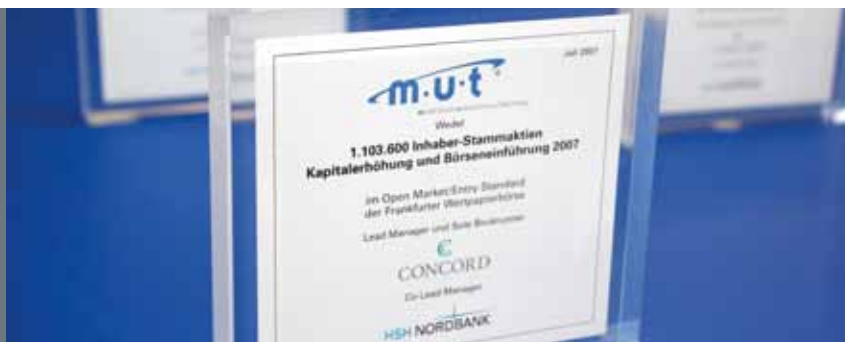 Juli 2007
m·u·t
Wedel
1.103.600 Inhaber-Stammaktien
Kapitalerhöhung und Börseneinführung 2007
im Open Market/Entry Standard
der Frankfurter Wertpapierbörse
Lead Manager und Sole Bookrunner
CONCORD
Co-Lead Manager
HSH NORDBANK